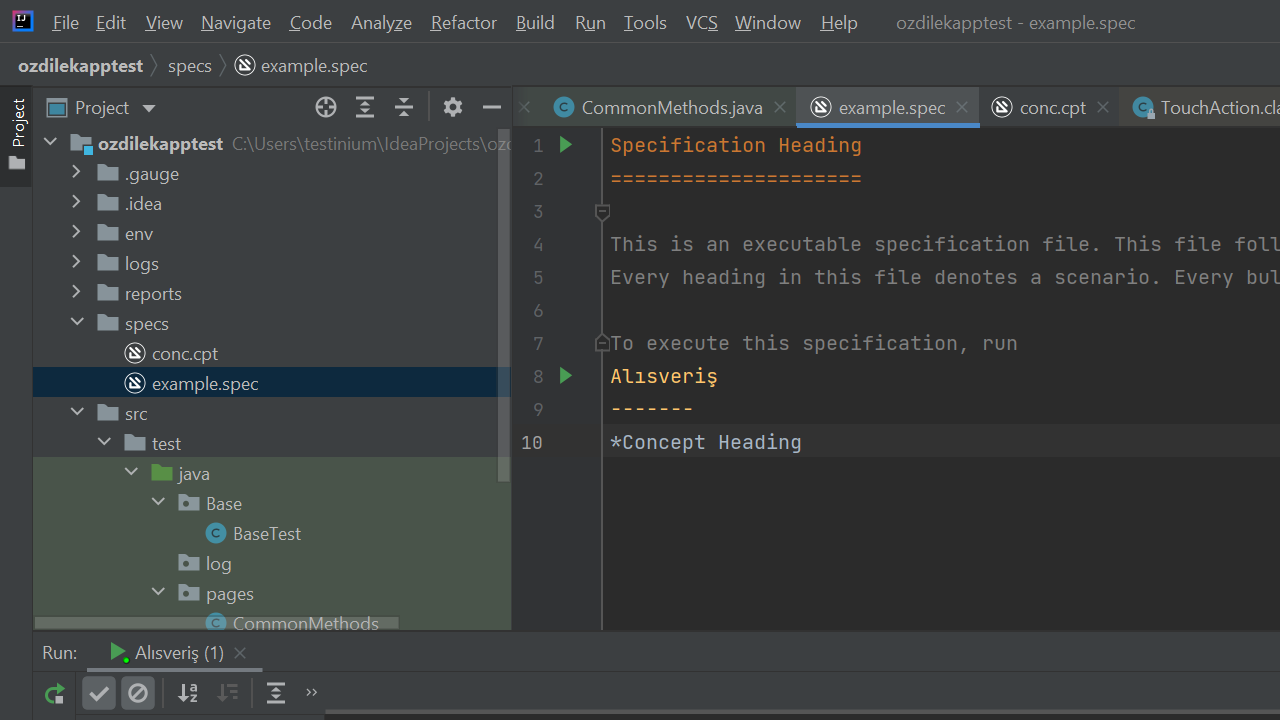 File Edit View Navigate Code Analyze Refactor Build Run Tools VCS Window Help ozdilekapptest - example.spec
ozdilekapptest specs example.spec
Project
Project
CommonMethods.java example.spec conc.cpt TouchAction.cla
ozdilekapptest C:\Users\testinium\IdeaProjects\ozd
.gauge
.idea
env
logs
reports
specs
conc.cpt
example.spec
src
test
java
Base
BaseTest
log
pages
CommonMethods
1 Specification Heading
2 =====================
3
4 This is an executable specification file. This file foll
5 Every heading in this file denotes a scenario. Every bul
6
7 To execute this specification, run
8 Alısveriş
9 -------
10 *Concept Heading
Run: Alısveriş (1)